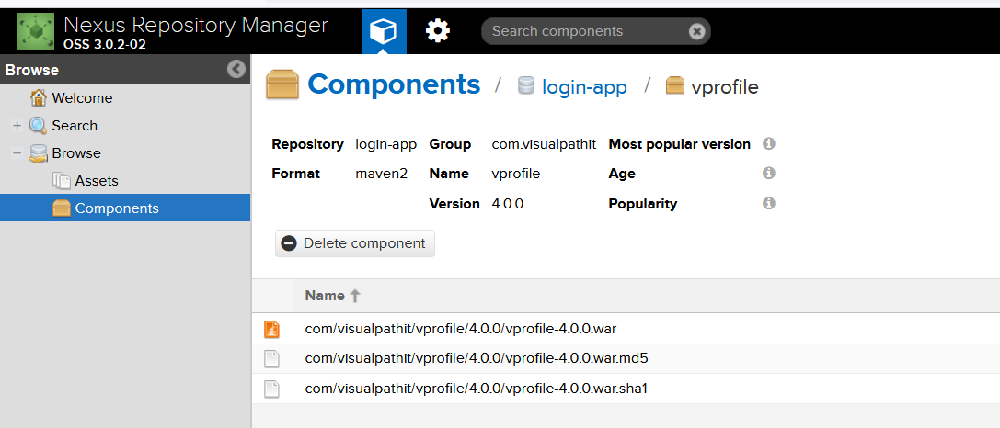 Nexus Repository Manager
OSS 3.0.2-02
Search components
Browse
Welcome
Search
Browse
Assets
Components
Components / login-app / vprofile
Repository login-app Group com.visualpathit Most popular version
Format maven2 Name vprofile Age
Version 4.0.0 Popularity
Delete component
Name
com/visualpathit/vprofile/4.0.0/vprofile-4.0.0.war
com/visualpathit/vprofile/4.0.0/vprofile-4.0.0.war.md5
com/visualpathit/vprofile/4.0.0/vprofile-4.0.0.war.sha1